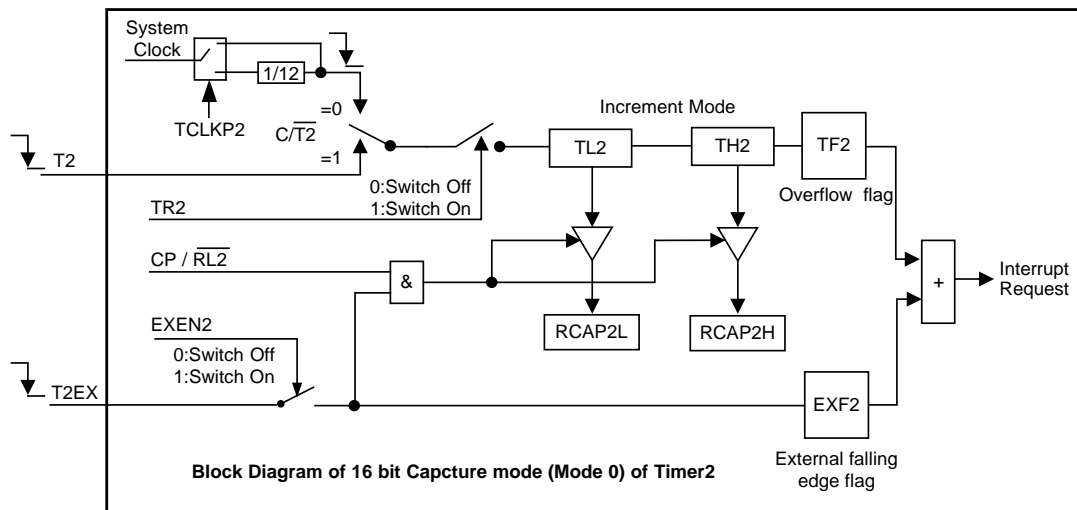 System
Clock
1/12
TCLKP2
=0
C/T2
=1
T2
TR2
0:Switch Off
1:Switch On
Increment Mode
TL2
TH2
TF2
Overflow flag
CP / RL2
&
+
Interrupt
Request
RCAP2L
RCAP2H
EXEN2
0:Switch Off
1:Switch On
T2EX
EXF2
External falling
edge flag
Block Diagram of 16 bit Capcture mode (Mode 0) of Timer2